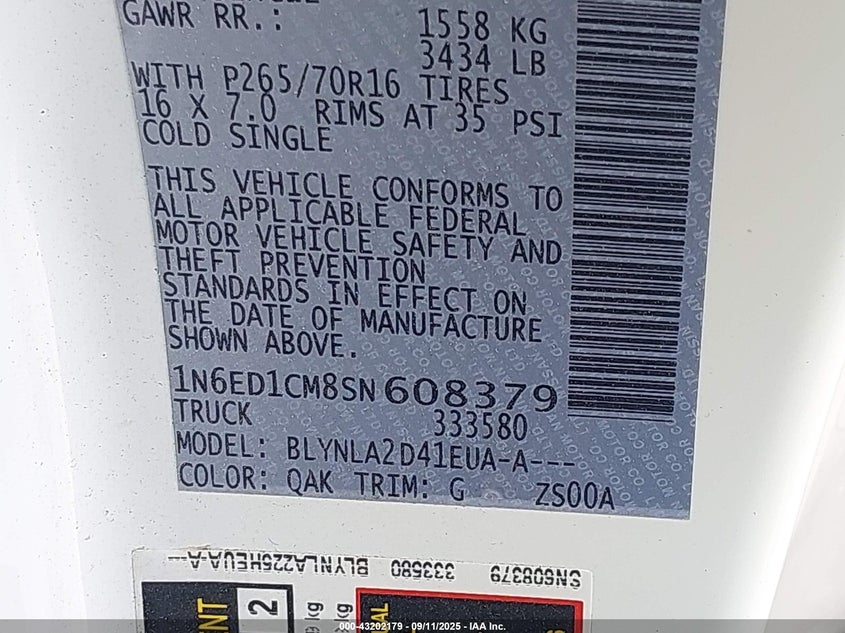 GAWR RR.: 1558 KG
3434 LB
WITH P265/70R16 TIRES
16 X 7.0 RIMS AT 35 PSI
COLD SINGLE
THIS VEHICLE CONFORMS TO
ALL APPLICABLE FEDERAL
MOTOR VEHICLE SAFETY AND
THEFT PREVENTION
STANDARDS IN EFFECT ON
THE DATE OF MANUFACTURE
SHOWN ABOVE.
1N6ED1CM8SN608379
TRUCK 333580
MODEL: BLYNLA2D41EUA-A---
COLOR: QAK TRIM: G ZS00A
SN608379 333580 BLYNLA225HEUA-A---
2
kg
kg
000-43202179 - 09/11/2025 - IAA Inc.